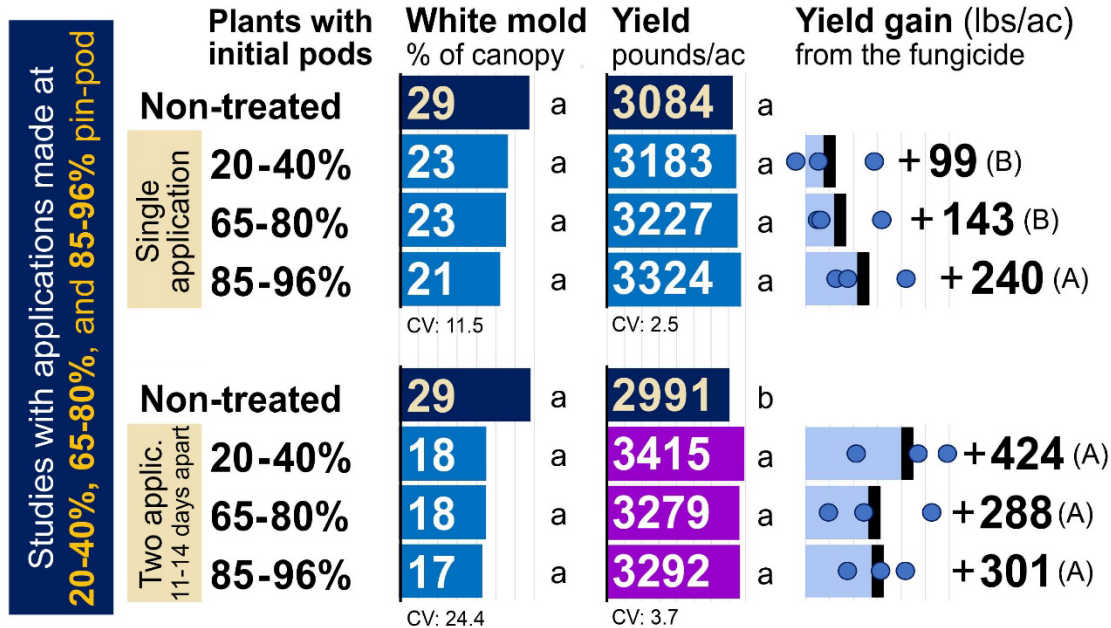 Studies with applications made at
20-40%, 65-80%, and 85-96% pin-pod
Plants with initial pods
White mold
% of canopy
Yield
pounds/ac
Yield gain (lbs/ac)
from the fungicide
Non-treated 29 a 3084 a
Single application
20-40% 23 a 3183 a +99 (B)
65-80% 23 a 3227 a +143 (B)
85-96% 21 a 3324 a +240 (A)
CV: 11.5 CV: 2.5
Non-treated 29 a 2991 b
Two applic.
11-14 days apart
20-40% 18 a 3415 a +424 (A)
65-80% 18 a 3279 a +288 (A)
85-96% 17 a 3292 a +301 (A)
CV: 24.4 CV: 3.7